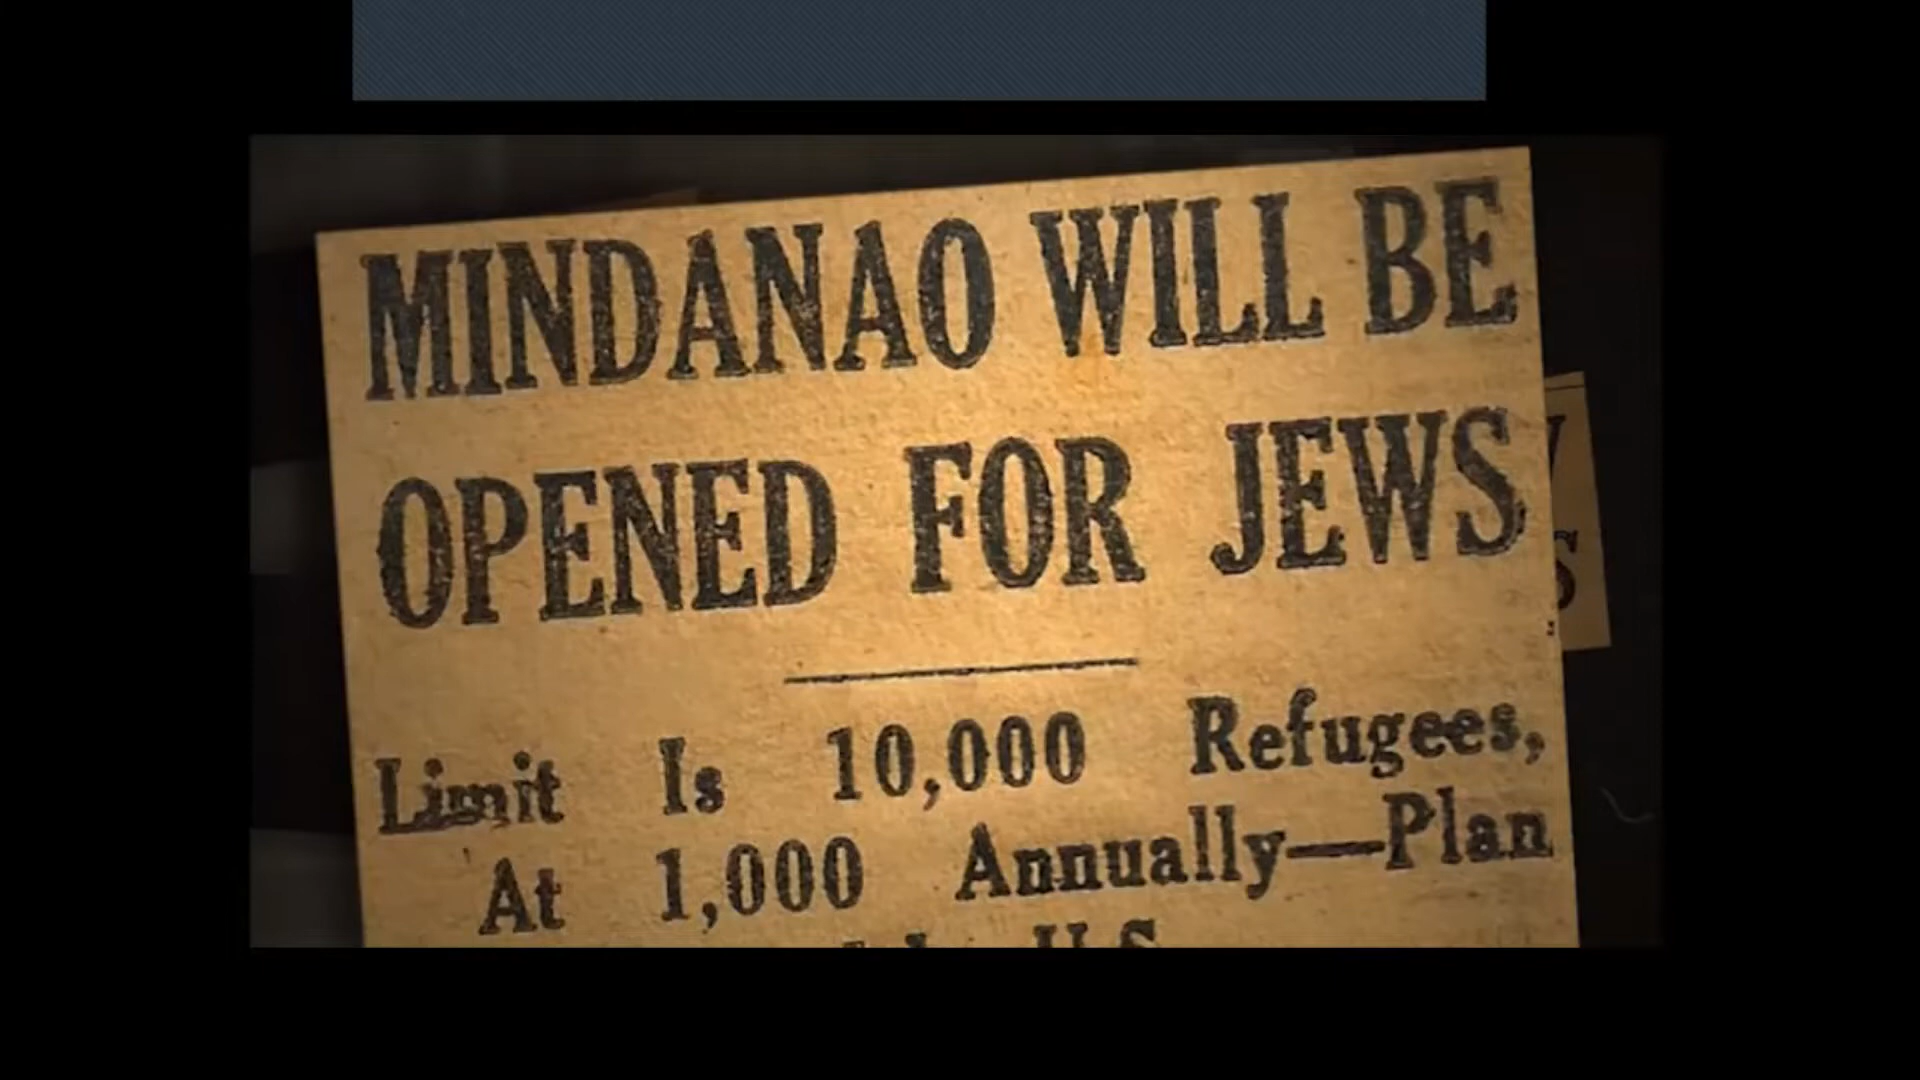 MINDANAO WILL BE
OPENED FOR JEWS
Limit Is 10,000 Refugees,
At 1,000 Annually—Plan
U.S.